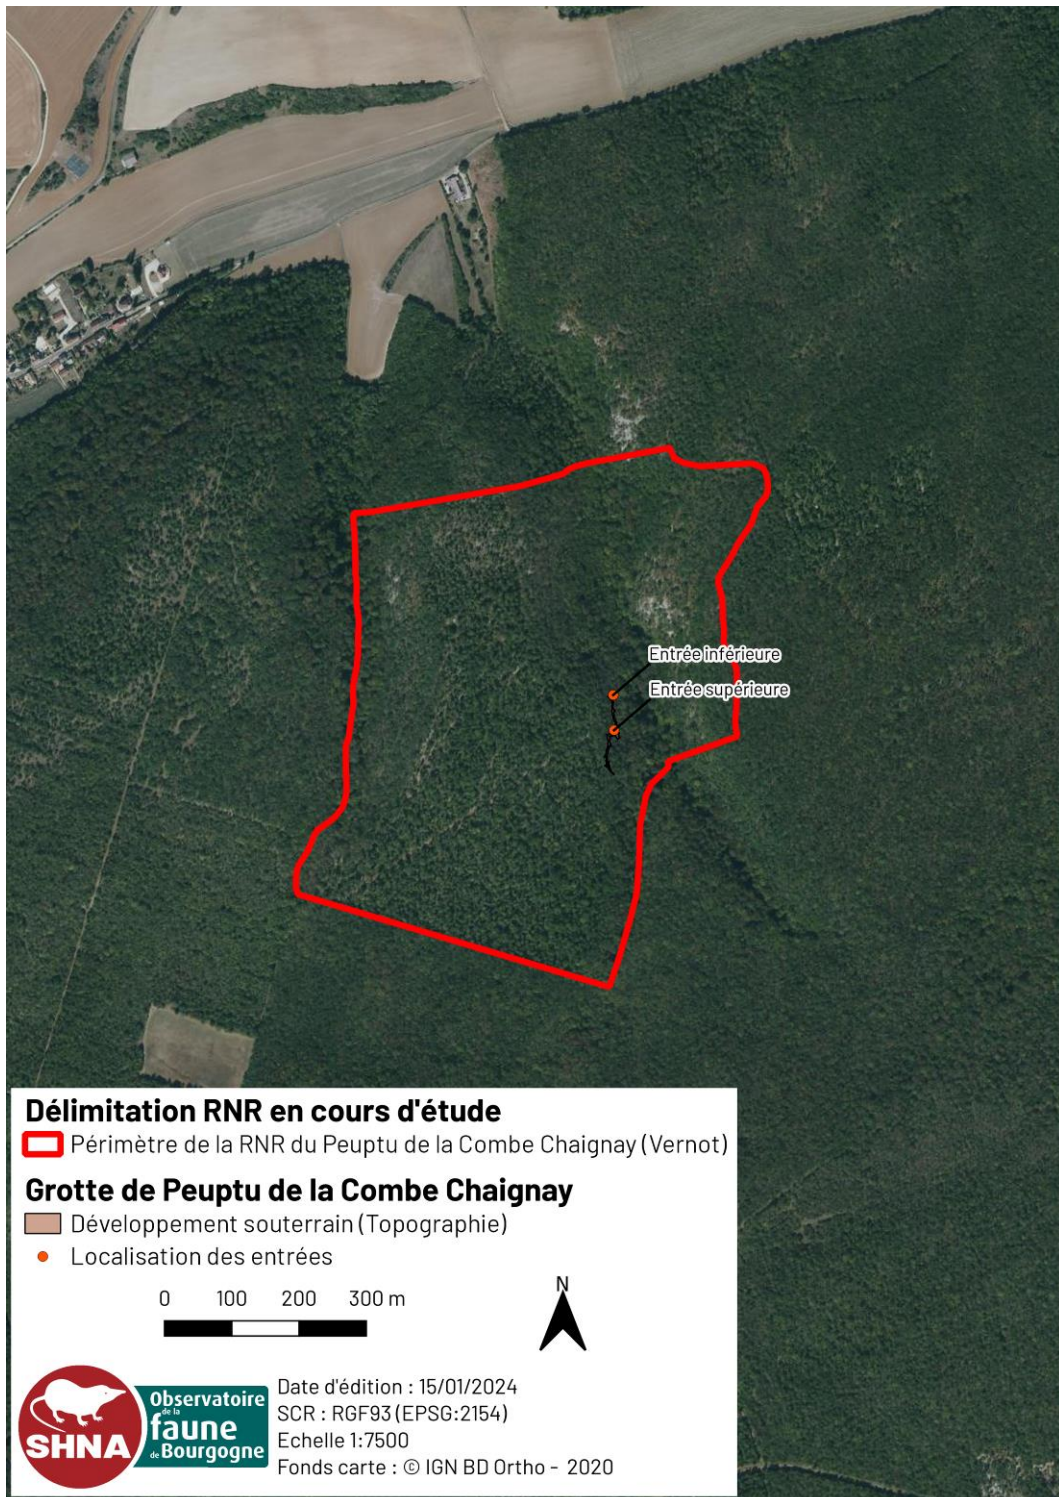 Entrée inférieure
Entrée supérieure
Délimitation RNR en cours d'étude
Périmètre de la RNR du Peuptu de la Combe Chaignay (Vernot)
Grotte de Peuptu de la Combe Chaignay
Développement souterrain (Topographie)
Localisation des entrées
0 100 200 300 m
N
SHNA
Observatoire
de la
faune
de Bourgogne
Date d'édition : 15/01/2024
SCR : RGF93 (EPSG:2154)
Echelle 1:7500
Fonds carte : © IGN BD Ortho - 2020